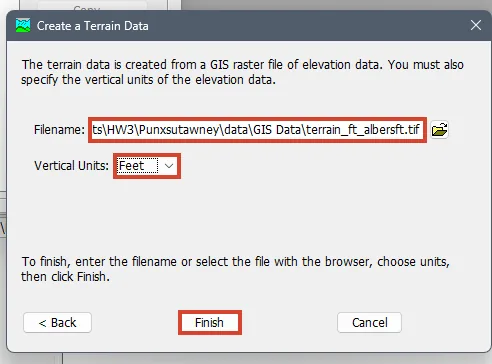 Copy
Create a Terrain Data
The terrain data is created from a GIS raster file of elevation data. You must also
specify the vertical units of the elevation data.
Filename: ts\HW3\Punxsutawney\data\GIS Data\terrain_ft_albersft.tif
Vertical Units: Feet
To finish, enter the filename or select the file with the browser, choose units,
then click Finish.
< Back Finish Cancel